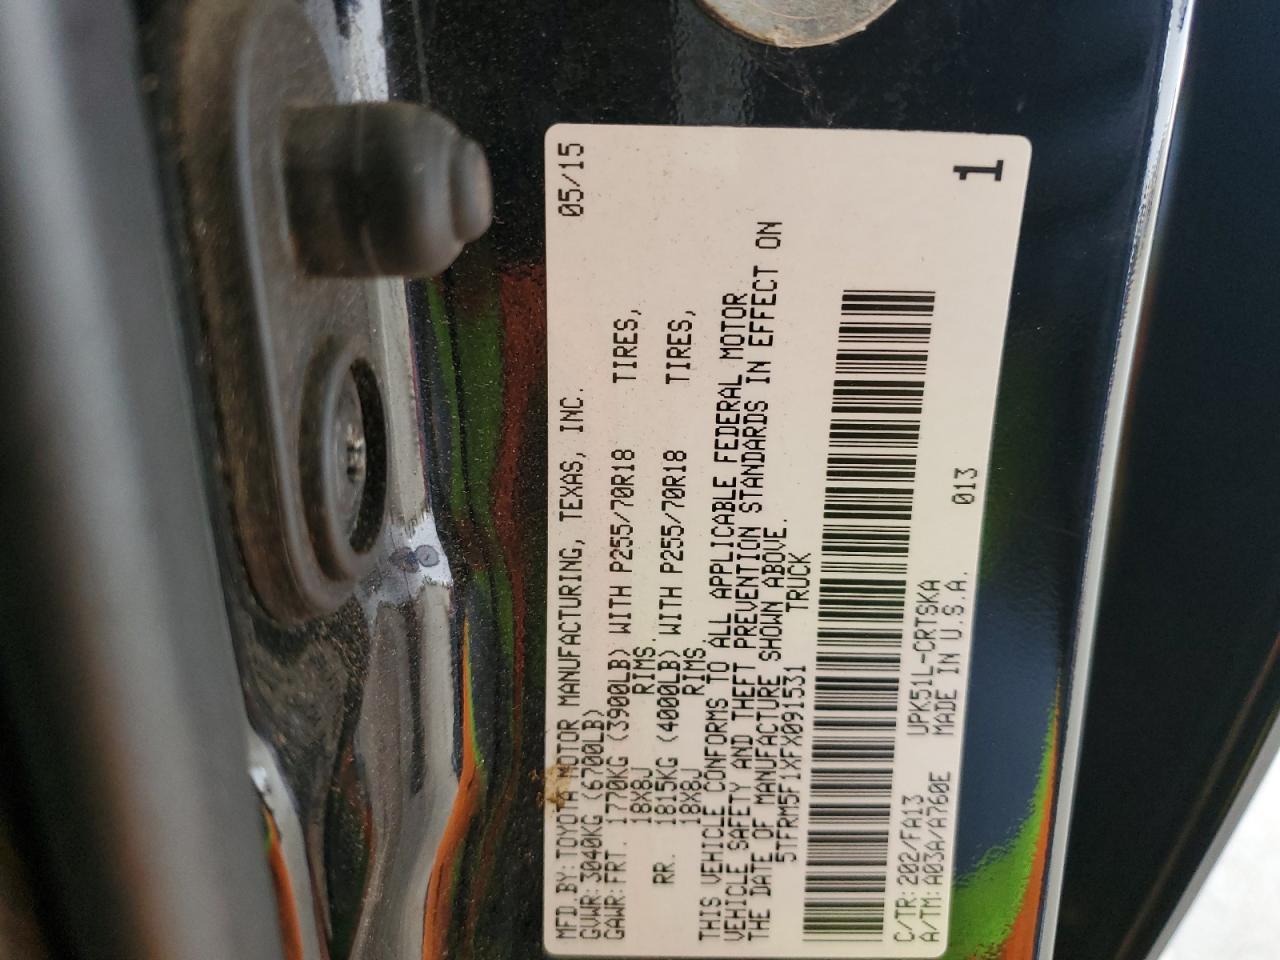 05/15
MFD.BY:TOYOTA MOTOR MANUFACTURING, TEXAS, INC.
GVWR:3040KG (6700LB)
GAWR:FRT. 1770KG (3900LB) WITH P255/70R18 TIRES,
18X8J RIMS.
RR. 1815KG (4000LB) WITH P255/70R18 TIRES,
18X8J RIMS.
THIS VEHICLE CONFORMS TO ALL APPLICABLE FEDERAL MOTOR
VEHICLE SAFETY AND THEFT PREVENTION STANDARDS IN EFFECT ON
THE DATE OF MANUFACTURE SHOWN ABOVE.
5TFRM5F1XFX091531 TRUCK
C/TR:202/FA13 UPK51L-CRTSKA 013
A/TM:A03A/A760E MADE IN U.S.A.
1